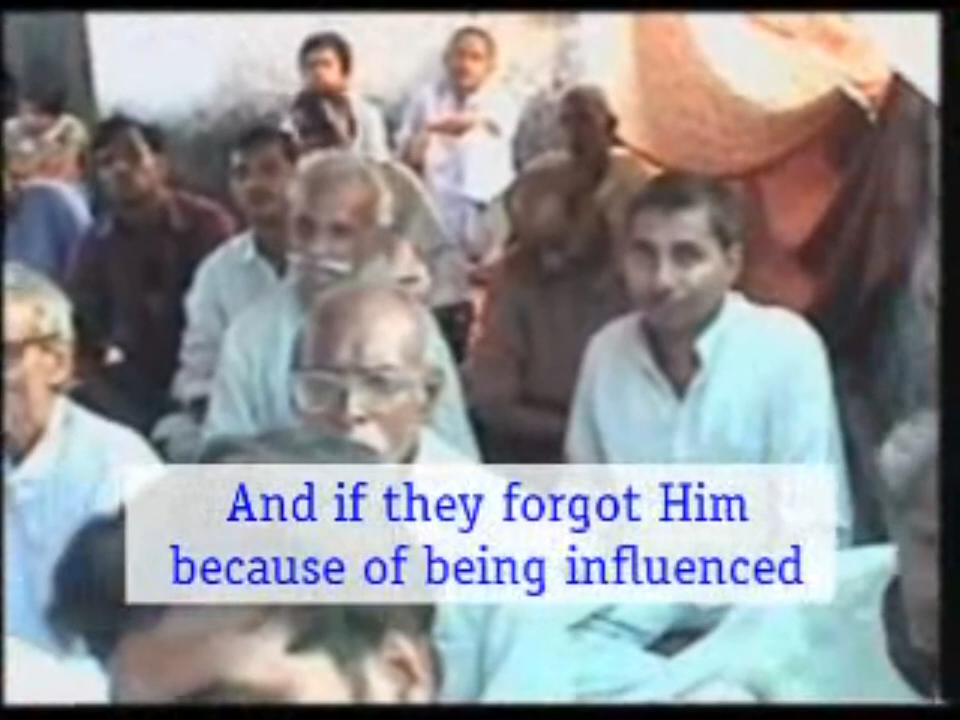 And if they forgot Him
because of being influenced